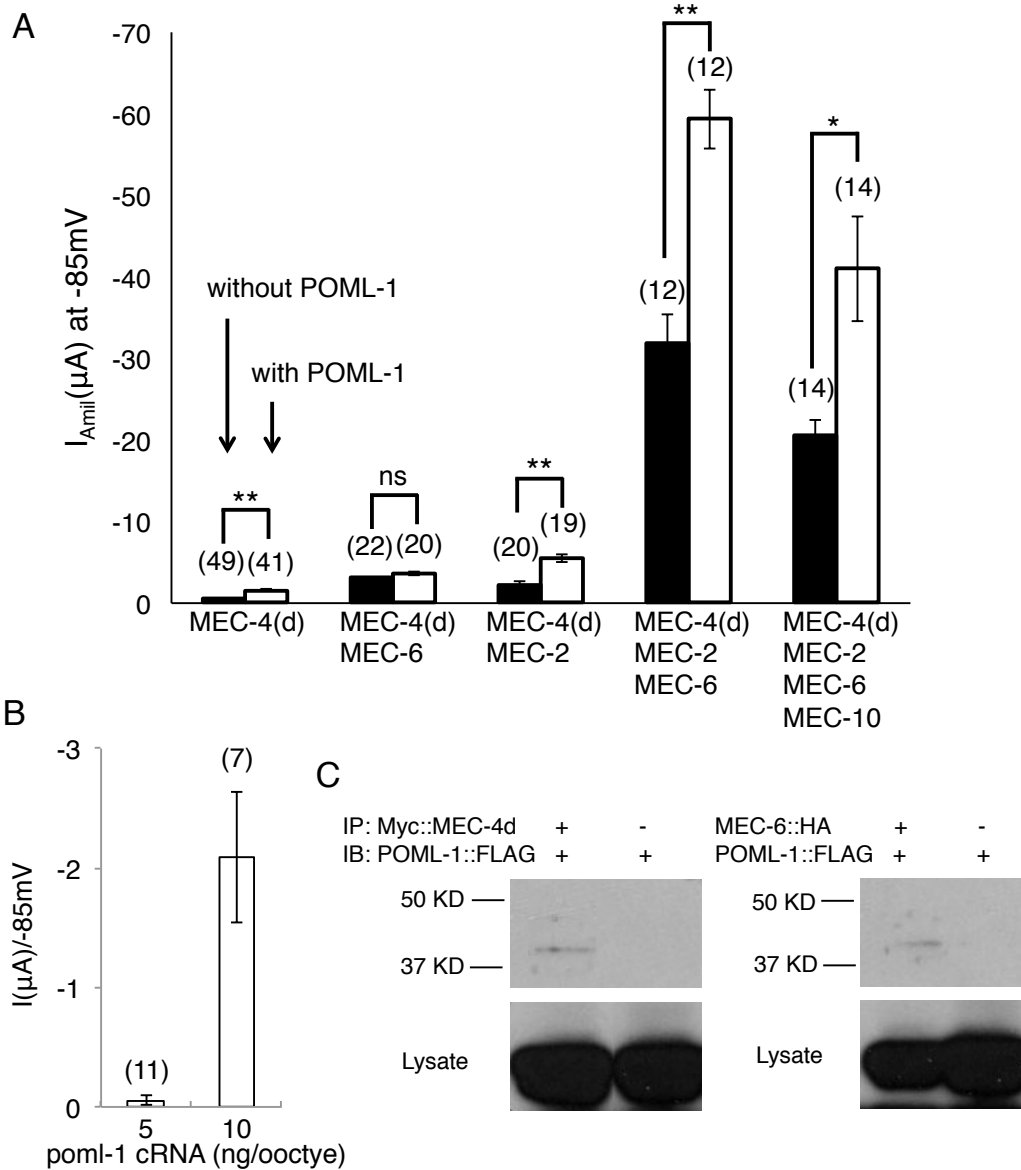 A
I_Amil(µA) at -85mV
-70
-60
-50
-40
-30
-20
-10
0
without POML-1
with POML-1
**
(49) (41)
ns
(22) (20)
**
(20) (19)
**
(12) (12)
*
(14) (14)
MEC-4(d)
MEC-4(d)
MEC-6
MEC-4(d)
MEC-2
MEC-4(d)
MEC-2
MEC-6
MEC-4(d)
MEC-2
MEC-6
MEC-10
B
I(µA)/-85mV
-3
-2
-1
0
(11)
(7)
5 10
poml-1 cRNA (ng/ooctye)
C
IP: Myc::MEC-4d + -
IB: POML-1::FLAG + +
50 KD
37 KD
Lysate
MEC-6::HA + -
POML-1::FLAG + +
50 KD
37 KD
Lysate